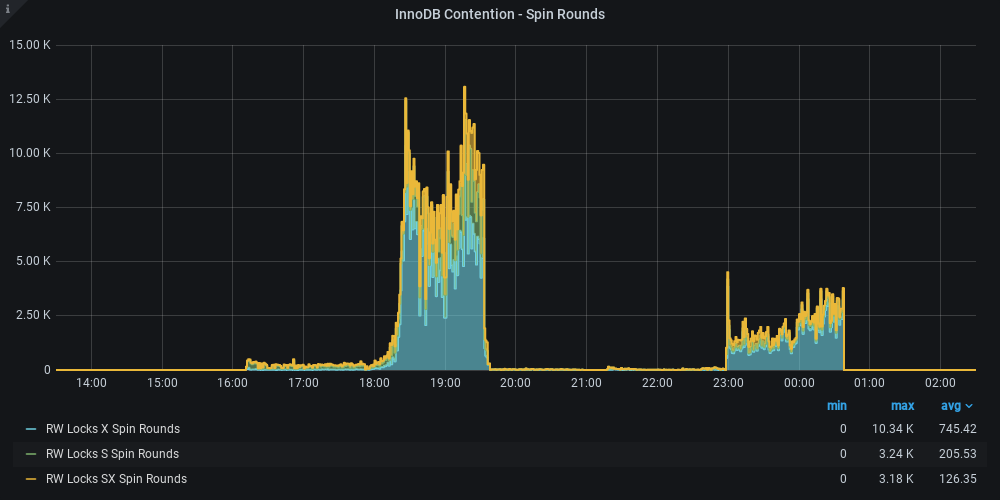 i
InnoDB Contention - Spin Rounds
15.00 K
12.50 K
10.00 K
7.50 K
5.00 K
2.50 K
0
14:00 15:00 16:00 17:00 18:00 19:00 20:00 21:00 22:00 23:00 00:00 01:00 02:00
min max avg
RW Locks X Spin Rounds 0 10.34 K 745.42
RW Locks S Spin Rounds 0 3.24 K 205.53
RW Locks SX Spin Rounds 0 3.18 K 126.35